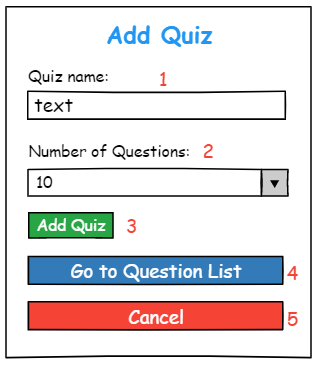 Add Quiz
Quiz name: 1
text
Number of Questions: 2
10
Add Quiz 3
Go to Question List 4
Cancel 5